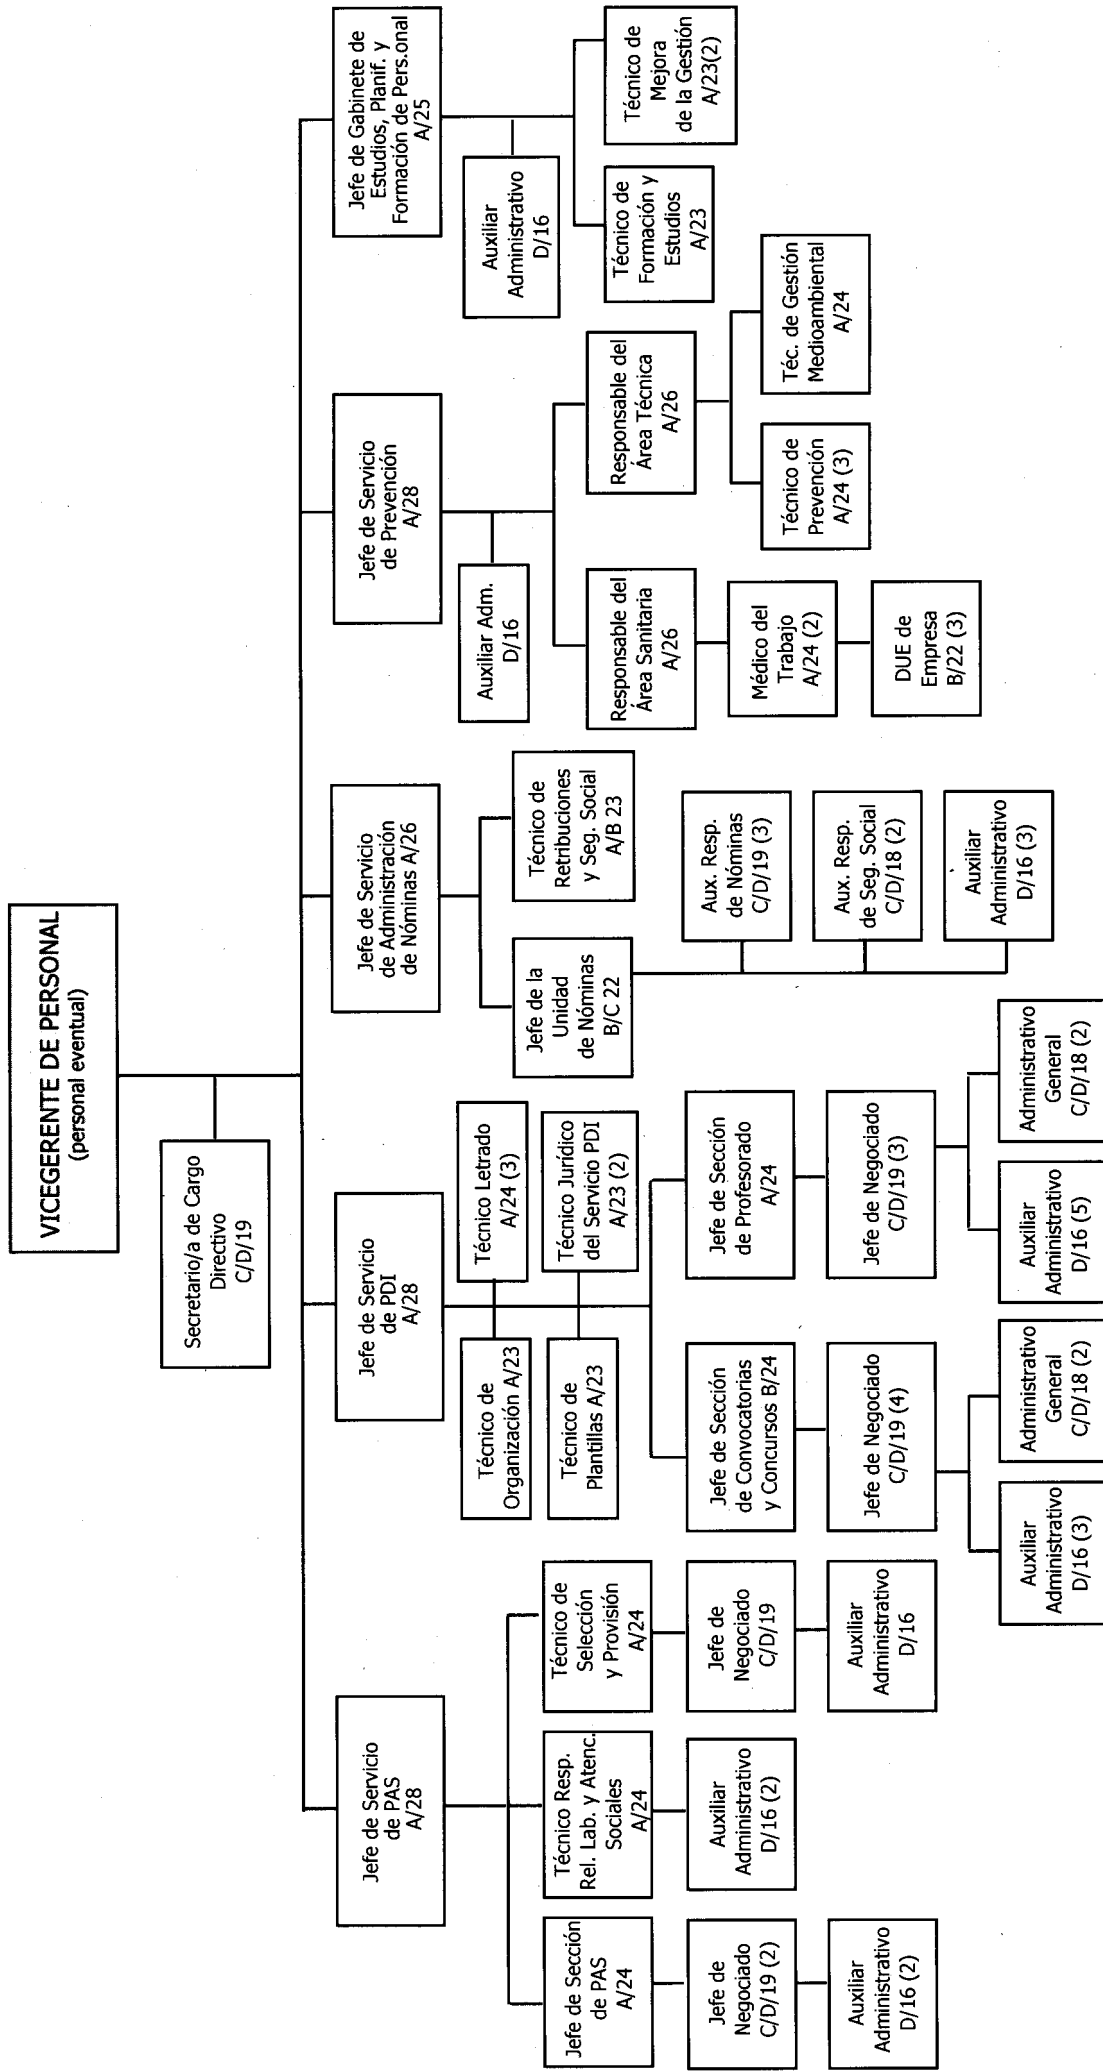 VICEGERENTE DE PERSONAL
(personal eventual)
Secretario/a de Cargo
Directivo
C/D/19
Jefe de Servicio
de PAS
A/28
Jefe de Sección
de PAS
A/24
Jefe de
Negociado
C/D/19 (2)
Auxiliar
Administrativo
D/16 (2)
Técnico Resp.
Rel. Lab. y Atenc.
Sociales
A/24
Auxiliar
Administrativo
D/16 (2)
Técnico de
Selección
y Provisión
A/24
Jefe de
Negociado
C/D/19
Auxiliar
Administrativo
D/16
Jefe de Servicio
de PDI
A/28
Técnico de
Organización A/23
Técnico Letrado
A/24 (3)
Técnico de
Plantillas A/23
Técnico Jurídico
del Servicio PDI
A/23 (2)
Jefe de Sección
de Convocatorias
y Concursos B/24
Jefe de Negociado
C/D/19 (4)
Auxiliar
Administrativo
D/16 (3)
Administrativo
General
C/D/18 (2)
Jefe de Sección
de Profesorado
A/24
Jefe de Negociado
C/D/19 (3)
Auxiliar
Administrativo
D/16 (5)
Administrativo
General
C/D/18 (2)
Jefe de Servicio
de Administración
de Nóminas A/26
Jefe de la
Unidad
de Nóminas
B/C 22
Técnico de
Retribuciones
y Seg. Social
A/B 23
Aux. Resp.
de Nóminas
C/D/19 (3)
Aux. Resp.
de Seg. Social
C/D/18 (2)
Auxiliar
Administrativo
D/16 (3)
Jefe de Servicio
de Prevención
A/28
Auxiliar Adm.
D/16
Responsable del
Área Sanitaria
A/26
Médico del
Trabajo
A/24 (2)
DUE de
Empresa
B/22 (3)
Responsable del
Área Técnica
A/26
Técnico de
Prevención
A/24 (3)
Téc. de Gestión
Medioambiental
A/24
Jefe de Gabinete de
Estudios, Planif. y
Formación de Pers.onal
A/25
Auxiliar
Administrativo
D/16
Técnico de
Formación y
Estudios
A/23
Técnico de
Mejora
de la Gestión
A/23(2)